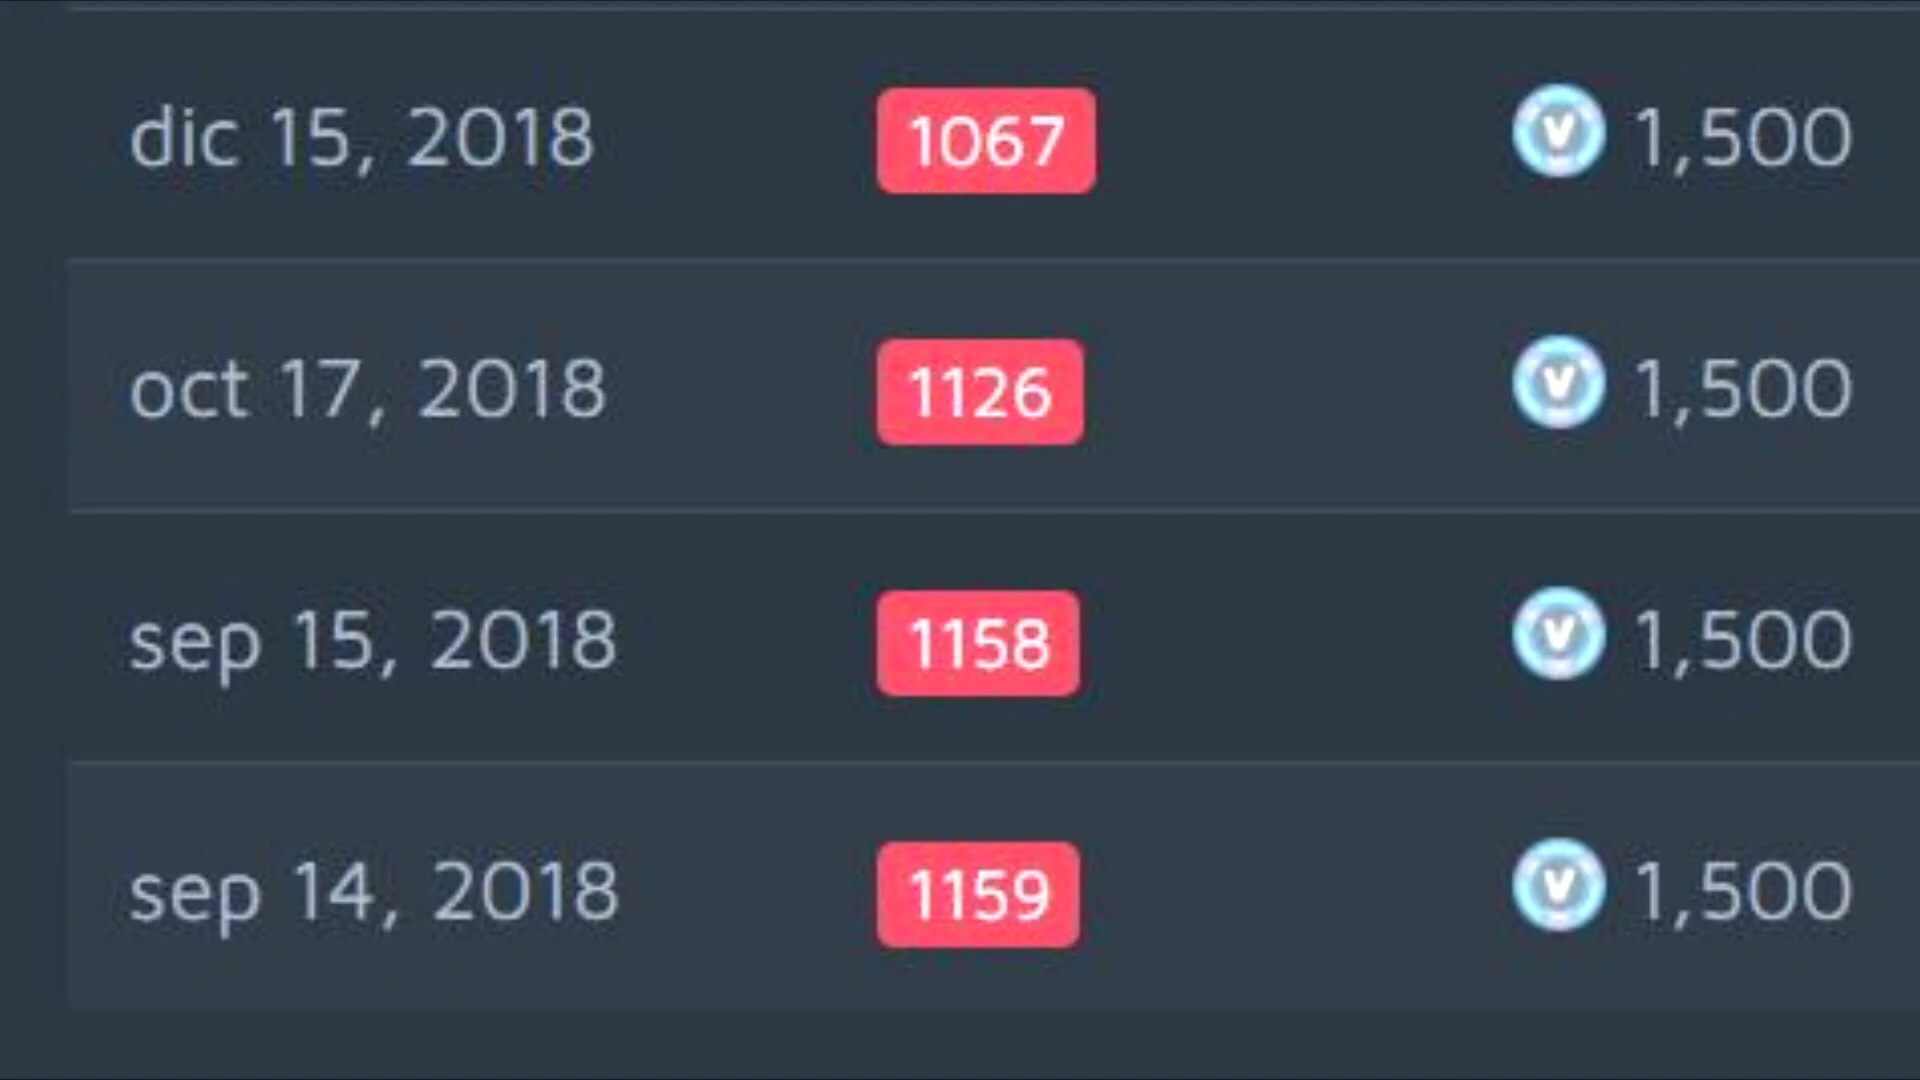 dic 15, 2018 1067 V 1,500
oct 17, 2018 1126 V 1,500
sep 15, 2018 1158 V 1,500
sep 14, 2018 1159 V 1,500